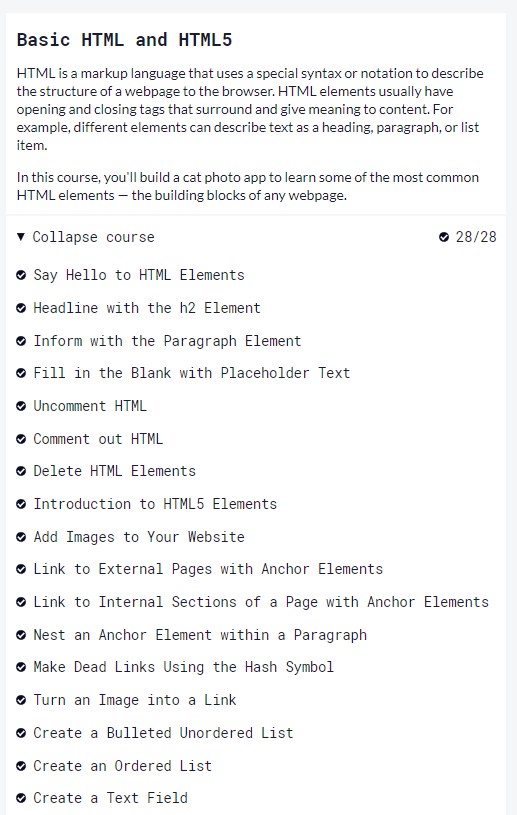 Basic HTML and HTML5
HTML is a markup language that uses a special syntax or notation to describe
the structure of a webpage to the browser. HTML elements usually have
opening and closing tags that surround and give meaning to content. For
example, different elements can describe text as a heading, paragraph, or list
item.
In this course, you'll build a cat photo app to learn some of the most common
HTML elements — the building blocks of any webpage.
Collapse course 28/28
Say Hello to HTML Elements
Headline with the h2 Element
Inform with the Paragraph Element
Fill in the Blank with Placeholder Text
Uncomment HTML
Comment out HTML
Delete HTML Elements
Introduction to HTML5 Elements
Add Images to Your Website
Link to External Pages with Anchor Elements
Link to Internal Sections of a Page with Anchor Elements
Nest an Anchor Element within a Paragraph
Make Dead Links Using the Hash Symbol
Turn an Image into a Link
Create a Bulleted Unordered List
Create an Ordered List
Create a Text Field